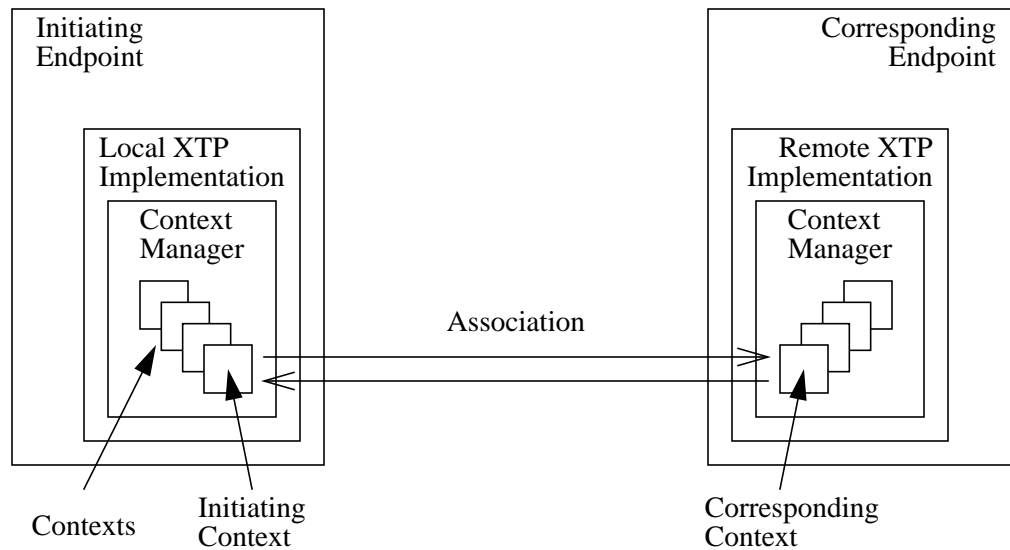 Initiating
Endpoint
Corresponding
Endpoint
Local XTP
Implementation
Remote XTP
Implementation
Context
Manager
Context
Manager
Association
Contexts
Initiating
Context
Corresponding
Context